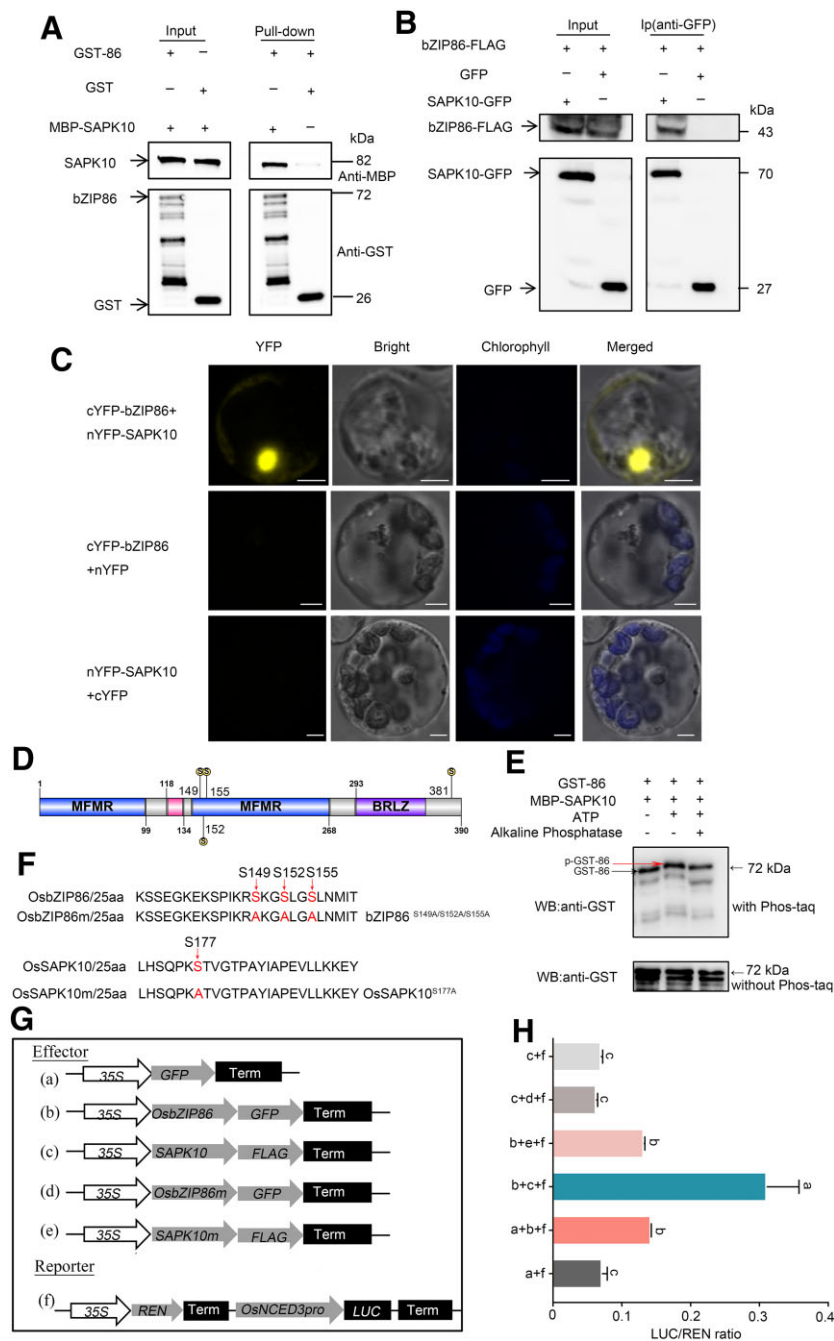 A
Input Pull-down
GST-86 + − + +
GST − + − +
MBP-SAPK10 + + + −
kDa
SAPK10 82
Anti-MBP
bZIP86 72
Anti-GST
GST 26
B
Input Ip(anti-GFP)
bZIP86-FLAG + + + +
GFP − + − +
SAPK10-GFP + − + −
kDa
bZIP86-FLAG 43
SAPK10-GFP 70
GFP 27
C
YFP Bright Chlorophyll Merged
cYFP-bZIP86+
nYFP-SAPK10
cYFP-bZIP86
+nYFP
nYFP-SAPK10
+cYFP
D
1 118 149 S S 155 293 381 S
MFMR MFMR BRLZ
99 134 152 S 268 390
E
GST-86 + + +
MBP-SAPK10 + + +
ATP - + +
Alkaline Phosphatase - - +
p-GST-86
GST-86
← 72 kDa
WB:anti-GST with Phos-taq
WB:anti-GST ← 72 kDa
without Phos-taq
F
S149 S152 S155
OsbZIP86/25aa KSSEGKEKSPIKRSKGSLGSLNMIT
OsbZIP86m/25aa KSSEGKEKSPIKRAKGALGALNMIT bZIP86 S149A/S152A/S155A
S177
OsSAPK10/25aa LHSQPKSTVGTPAYIAPEVLLKKEY
OsSAPK10m/25aa LHSQPKATVGTPAYIAPEVLLKKEY OsSAPK10S177A
G
Effector
(a) 35S GFP Term
(b) 35S OsbZIP86 GFP Term
(c) 35S SAPK10 FLAG Term
(d) 35S OsbZIP86m GFP Term
(e) 35S SAPK10m FLAG Term
Reporter
(f) 35S REN Term OsNCED3pro LUC Term
H
c+f c
c+d+f c
b+e+f b
b+c+f a
a+b+f b
a+f c
0 0.1 0.2 0.3 0.4
LUC/REN ratio